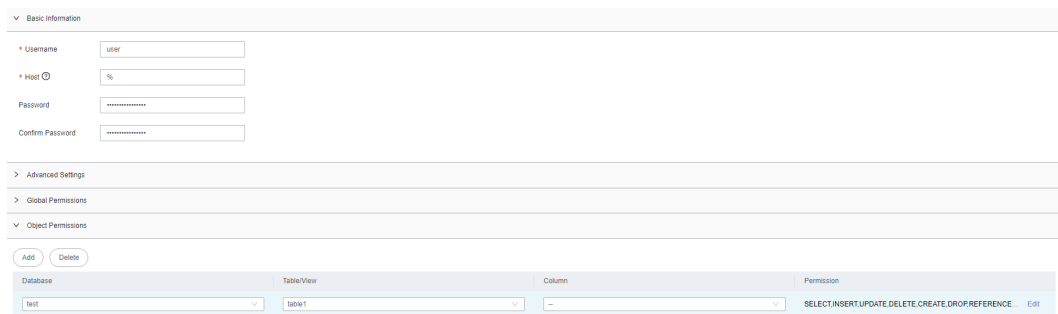 Basic Information
* Username user
* Host %
Password ••••••••••••••••
Confirm Password ••••••••••••••••
Advanced Settings
Global Permissions
Object Permissions
Add Delete
Database Table/View Column Permission
test table1 -- SELECT,INSERT,UPDATE,DELETE,CREATE,DROP,REFERENCE... Edit